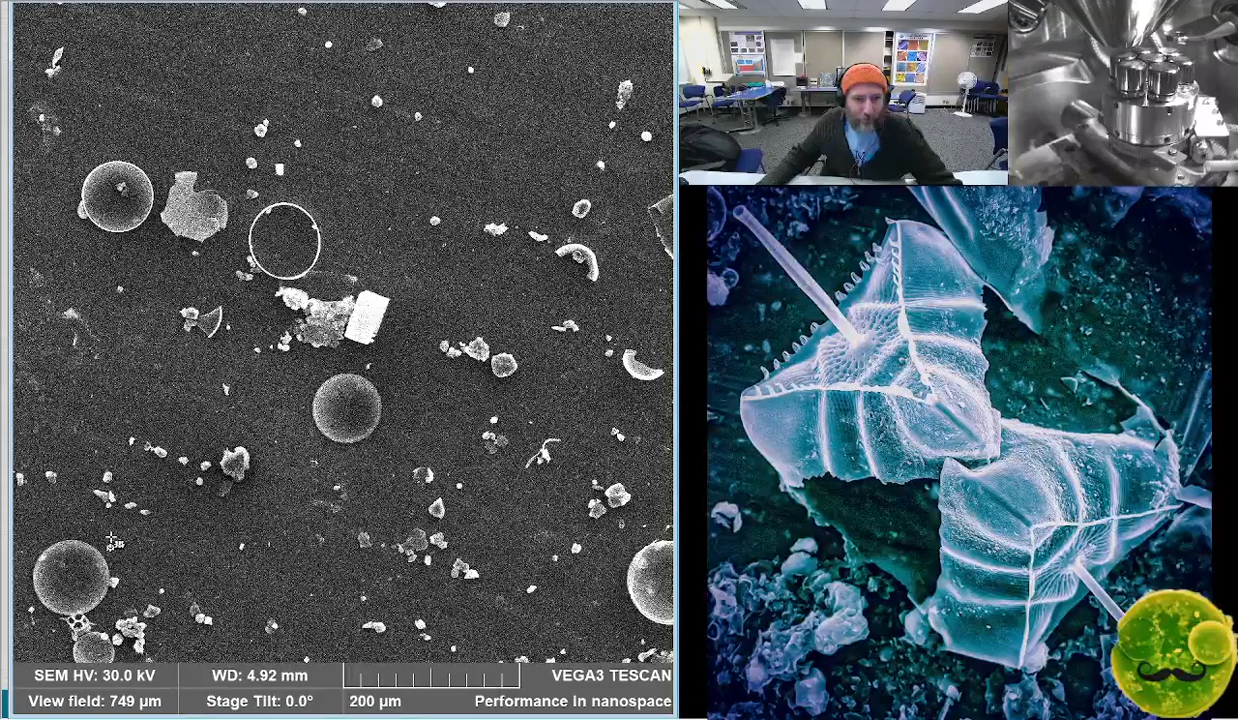 SEM HV: 30.0 kV
WD: 4.92 mm
VEGA3 TESCAN
View field: 749 µm
Stage Tilt: 0.0°
200 µm
Performance in nanospace